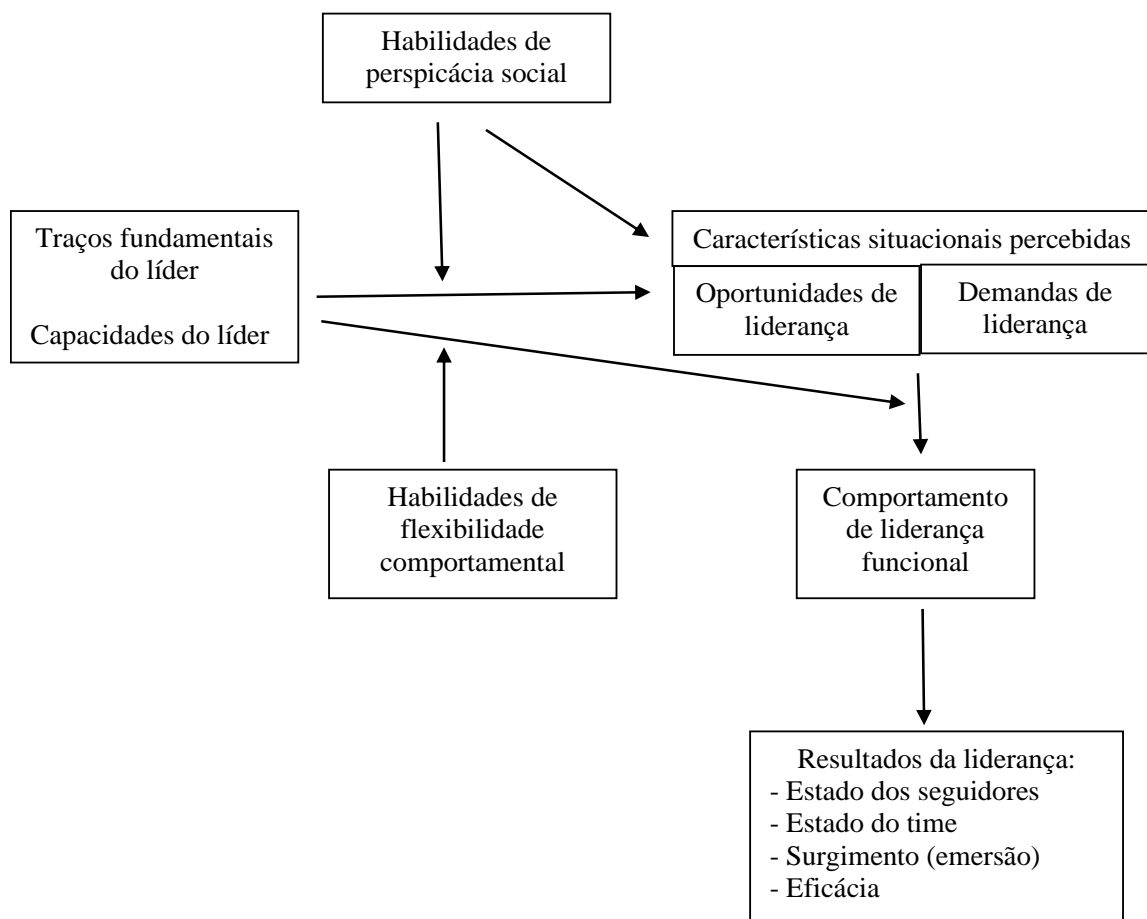 Habilidades de
perspicácia social
Traços fundamentais
do líder
Capacidades do líder
Características situacionais percebidas
Oportunidades de
liderança
Demandas de
liderança
Habilidades de
flexibilidade
comportamental
Comportamento
de liderança
funcional
Resultados da liderança:
- Estado dos seguidores
- Estado do time
- Surgimento (emersão)
- Eficácia